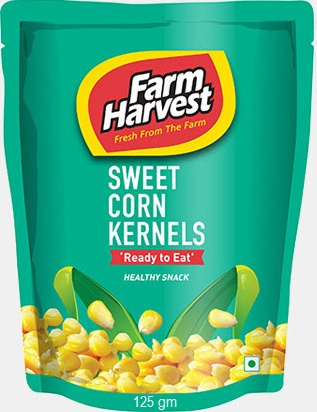 Farm
Harvest
Fresh From The Farm
SWEET
CORN
KERNELS
'Ready to Eat'
HEALTHY SNACK
125 gm